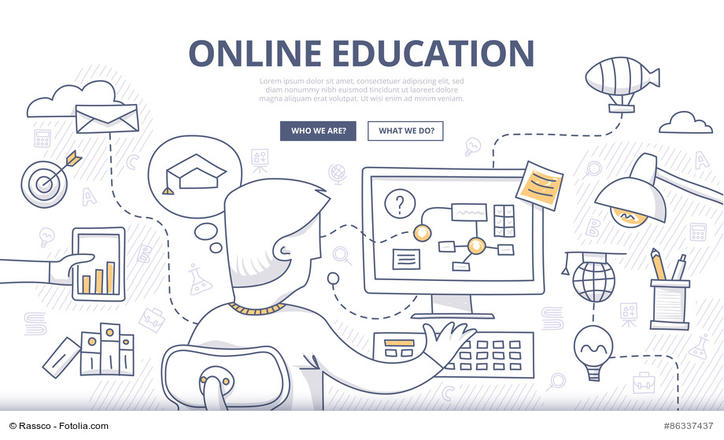 ONLINE EDUCATION
Lorem ipsum dolor sit amet, consectetuer adipiscing elit, sed
diam nonummy nibh euismod tincidunt ut laoreet dolore
magna aliquam erat volutpat. Ut wisi enim ad minim veniam.
WHO WE ARE?
WHAT WE DO?
?
A
A
B
B
C
C
C
© Rassco - Fotolia.com
#86337437